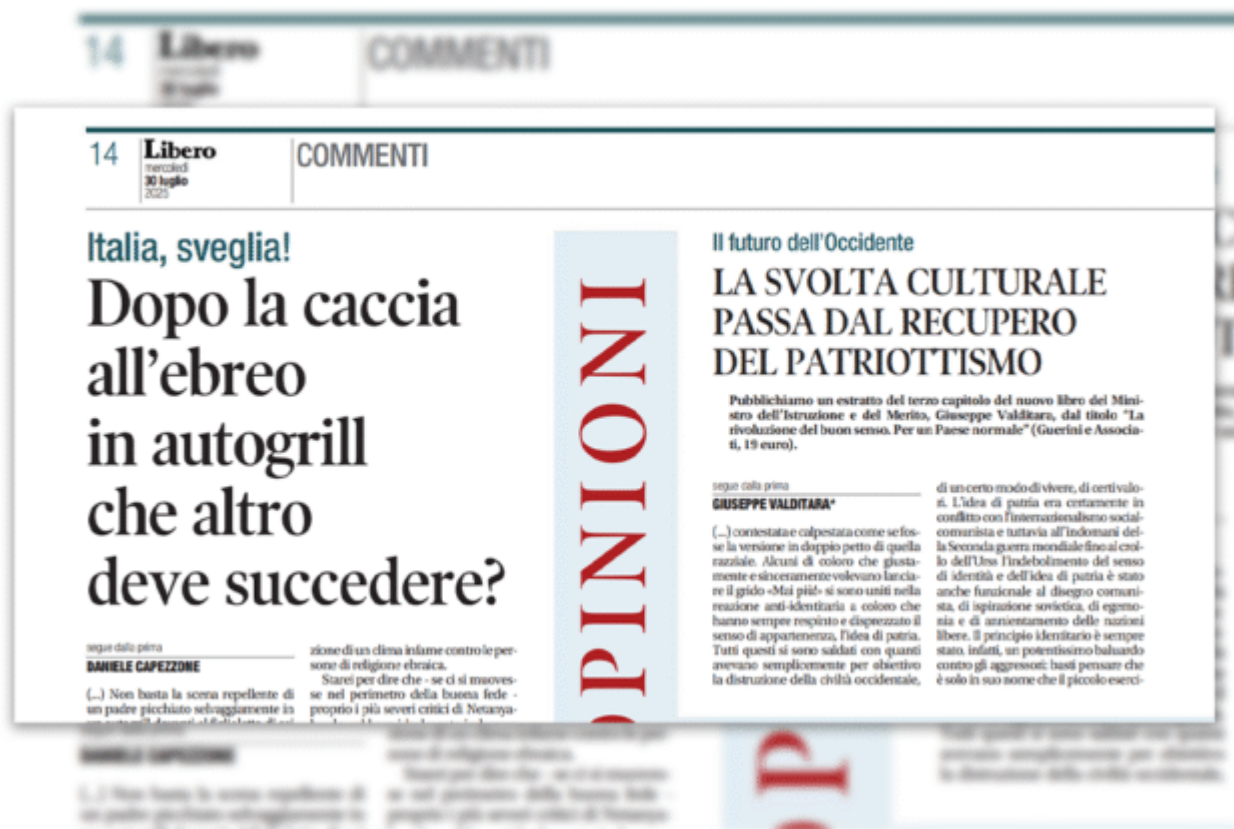 14
Libero
mercoledì
30 luglio
2025
COMMENTI
Italia, sveglia!
Dopo la caccia
all'ebreo
in autogrill
che altro
deve succedere?
segue dalla prima
DANIELE CAPEZZONE
(...) Non basta la scena repellente di
un padre picchiato selvaggiamente in
zione di un clima infame contro le per-
sone di religione ebraica.
Starei per dire che - se ci si muoves-
se nel perimetro della buona fede -
proprio i più severi critici di Netanya-
OPINIONI
Il futuro dell'Occidente
LA SVOLTA CULTURALE
PASSA DAL RECUPERO
DEL PATRIOTTISMO
Pubblichiamo un estratto del terzo capitolo del nuovo libro del Mini-
stro dell'Istruzione e del Merito, Giuseppe Valditara, dal titolo "La
rivoluzione del buon senso. Per un Paese normale" (Guerini e Associa-
ti, 19 euro).
segue dalla prima
GIUSEPPE VALDITARA*
(...) contestata e calpestata come se fos-
se la versione in doppio petto di quella
razziale. Alcuni di coloro che giusta-
mente e sinceramente volevano lancia-
re il grido «Mai più!» si sono uniti nella
reazione anti-identitaria a coloro che
hanno sempre respinto e disprezzato il
senso di appartenenza, l'idea di patria.
Tutti questi si sono saldati con quanti
avevano semplicemente per obiettivo
la distruzione della civiltà occidentale,
di un certo modo di vivere, di certi valo-
ri. L'idea di patria era certamente in
conflitto con l'internazionalismo social-
comunista e tuttavia all'indomani del-
la Seconda guerra mondiale fino al crol-
lo dell'Urss l'indebolimento del senso
di identità e dell'idea di patria è stato
anche funzionale al disegno comuni-
sta, di ispirazione sovietica, di egemo-
nia e di annientamento delle nazioni
libere. Il principio identitario è sempre
stato, infatti, un potentissimo baluardo
contro gli aggressori: basti pensare che
è solo in suo nome che il piccolo eserci-